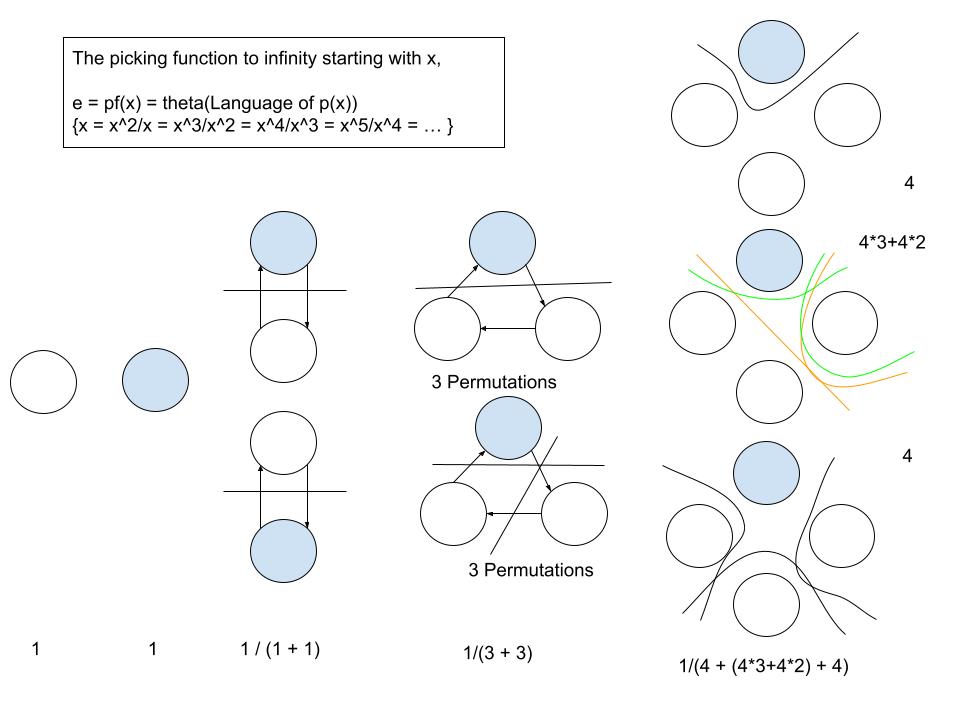 The picking function to infinity starting with x,
e = pf(x) = theta(Language of p(x))
{x = x^2/x = x^3/x^2 = x^4/x^3 = x^5/x^4 = … }
4
4*3+4*2
3 Permutations
4
3 Permutations
1
1
1 / (1 + 1)
1/(3 + 3)
1/(4 + (4*3+4*2) + 4)